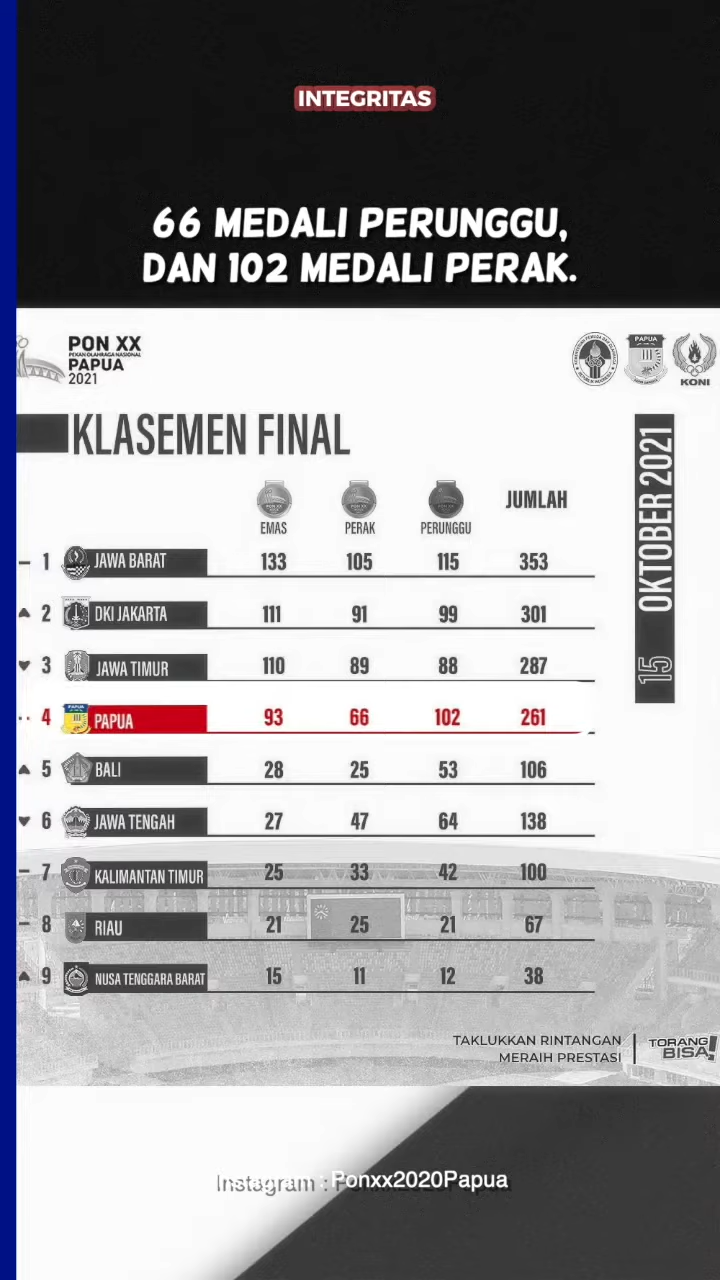 INTEGRITAS
66 MEDALI PERUNGGU,
DAN 102 MEDALI PERAK.
PON XX
PEKAN OLAHRAGA NASIONAL
PAPUA
2021
PAPUA
KONI
KLASEMEN FINAL
15 OKTOBER 2021
EMAS PERAK PERUNGGU JUMLAH
1 JAWA BARAT 133 105 115 353
2 DKI JAKARTA 111 91 99 301
3 JAWA TIMUR 110 89 88 287
4 PAPUA 93 66 102 261
5 BALI 28 25 53 106
6 JAWA TENGAH 27 47 64 138
7 KALIMANTAN TIMUR 25 33 42 100
8 RIAU 21 25 21 67
9 NUSA TENGGARA BARAT 15 11 12 38
TAKLUKKAN RINTANGAN
MERAIH PRESTASI
TORANG
BISA!
Instagram : Ponxx2020Papua